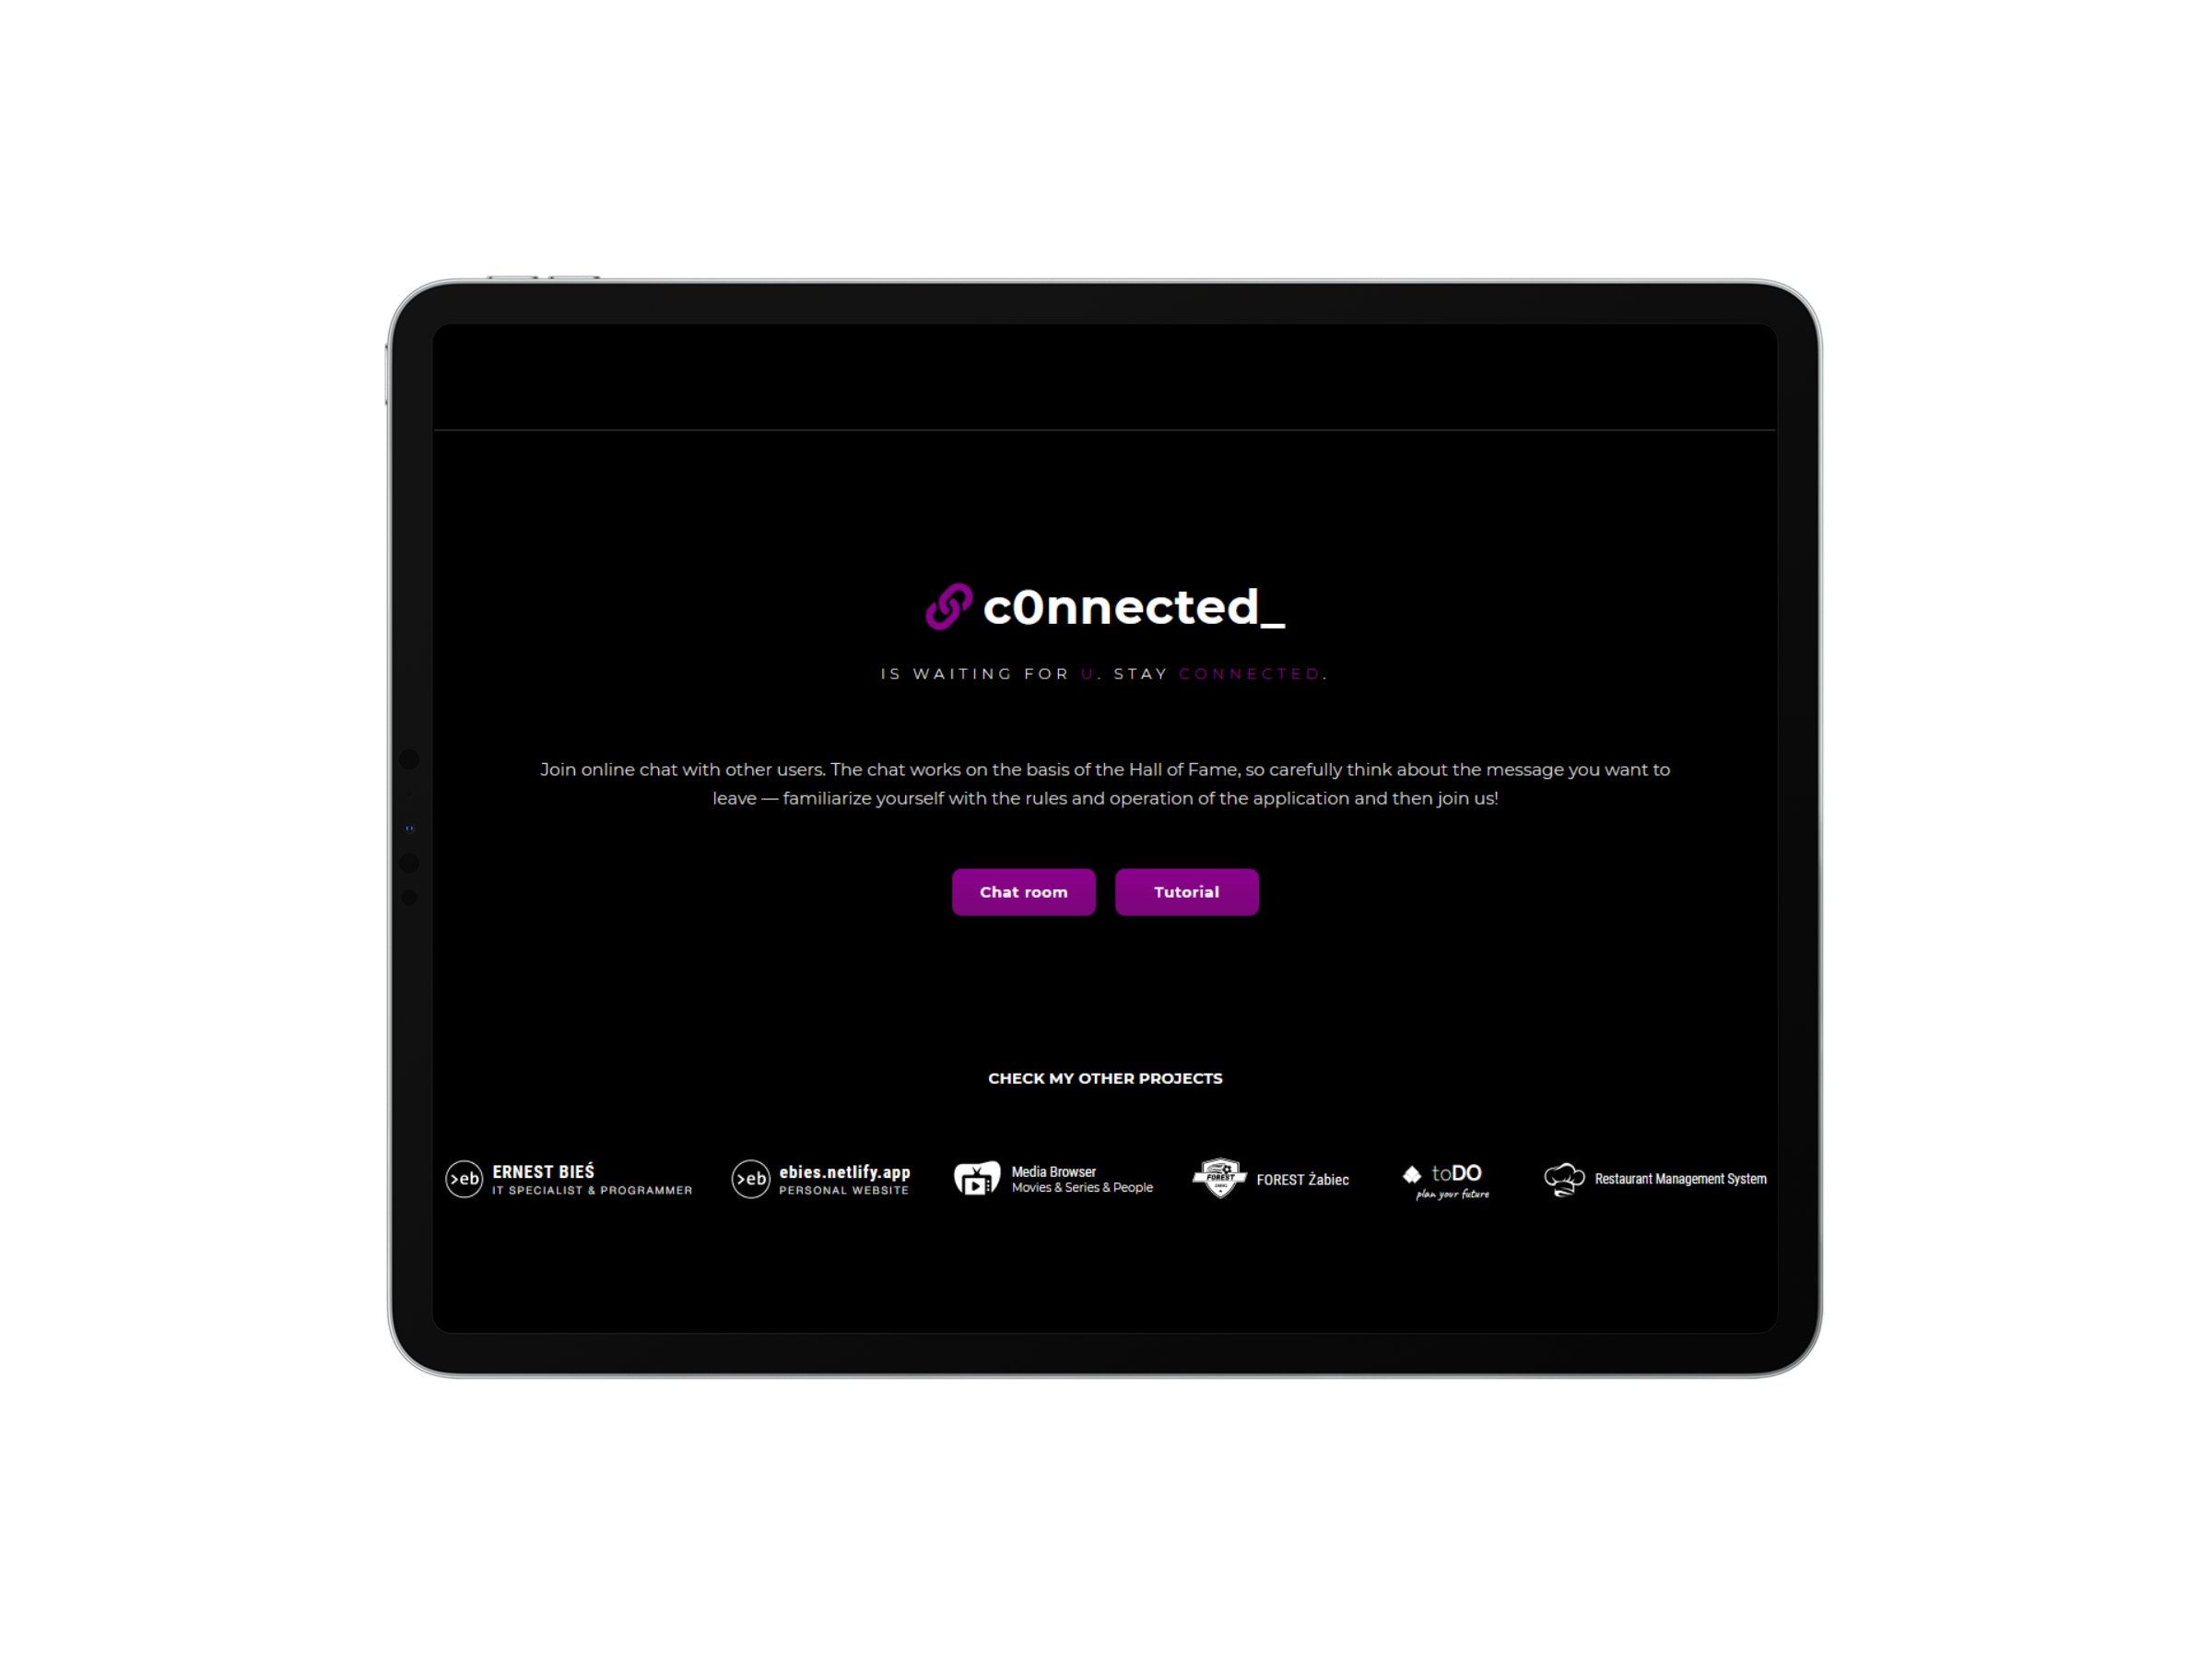 c0nnected_
IS WAITING FOR U. STAY CONNECTED.
Join online chat with other users. The chat works on the basis of the Hall of Fame, so carefully think about the message you want to
leave — familiarize yourself with the rules and operation of the application and then join us!
Chat room
Tutorial
CHECK MY OTHER PROJECTS
>eb
ERNEST BIEŚ
IT SPECIALIST & PROGRAMMER
>eb
ebies.netlify.app
PERSONAL WEBSITE
Media Browser
Movies & Series & People
FOREST
FOREST Żabiec
toDO
plan your future
Restaurant Management System